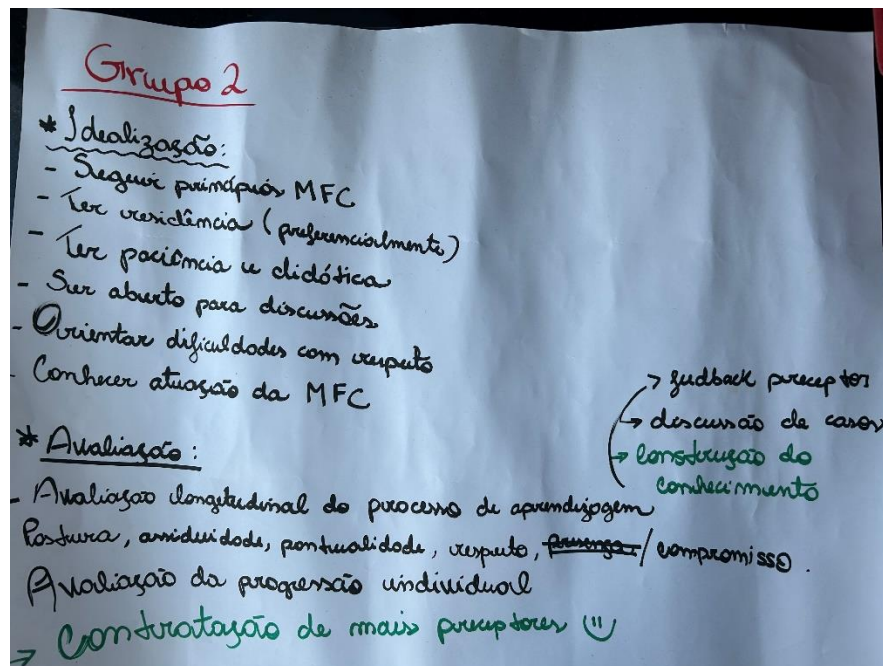 Grupo 2
* Idealização:
- Seguir princípios MFC
- Ter residência (preferencialmente)
- Ter paciência e didática
- Ser aberto para discussões
- Orientar dificuldades com respeito
- Conhecer atuação da MFC
* Avaliação:
→ feedback preceptor
→ discussão de casos
→ construção do
conhecimento
- Avaliação longitudinal do processo de aprendizagem
Postura, assiduidade, pontualidade, respeito, presença / compromisso.
Avaliação da progressão individual
→ Contratação de mais preceptores